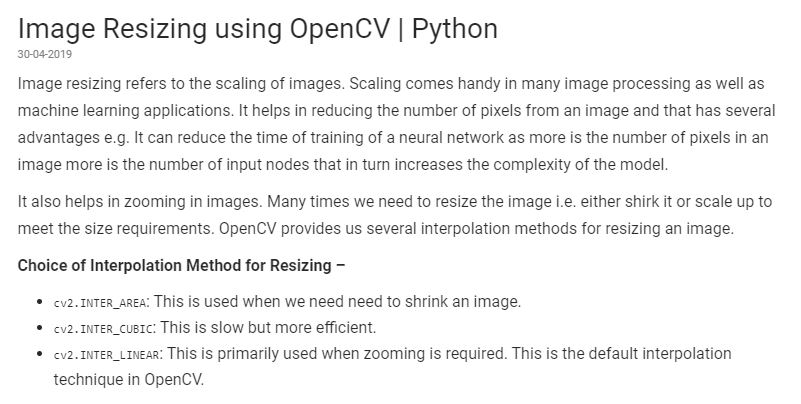 Image Resizing using OpenCV | Python
30-04-2019
Image resizing refers to the scaling of images. Scaling comes handy in many image processing as well as
machine learning applications. It helps in reducing the number of pixels from an image and that has several
advantages e.g. It can reduce the time of training of a neural network as more is the number of pixels in an
image more is the number of input nodes that in turn increases the complexity of the model.
It also helps in zooming in images. Many times we need to resize the image i.e. either shirk it or scale up to
meet the size requirements. OpenCV provides us several interpolation methods for resizing an image.
Choice of Interpolation Method for Resizing –
• cv2.INTER_AREA: This is used when we need need to shrink an image.
• cv2.INTER_CUBIC: This is slow but more efficient.
• cv2.INTER_LINEAR: This is primarily used when zooming is required. This is the default interpolation
technique in OpenCV.